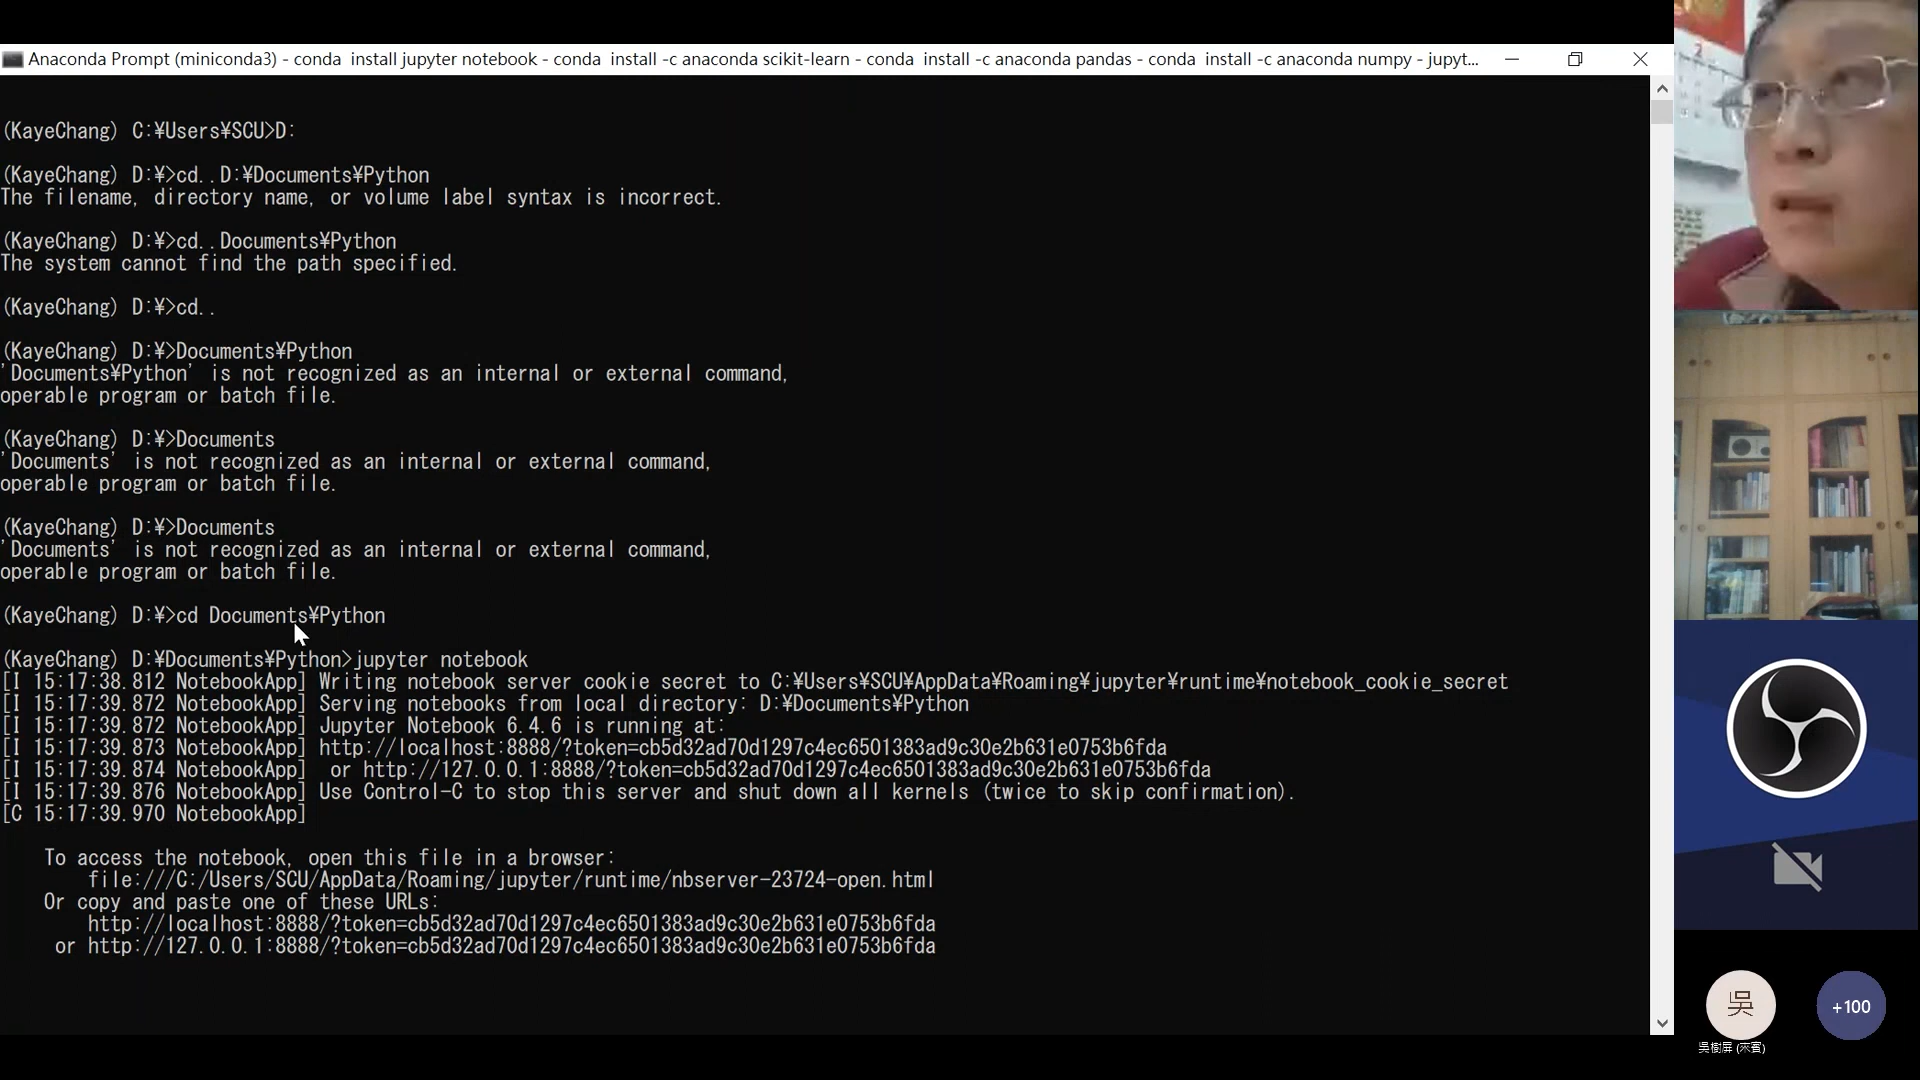 Anaconda Prompt (miniconda3) - conda  install jupyter notebook - conda  install -c anaconda scikit-learn - conda  install -c anaconda pandas - conda  install -c anaconda numpy - jupyt...
(KayeChang) C:¥Users¥SCU>D:
(KayeChang) D:¥>cd..D:¥Documents¥Python
The filename, directory name, or volume label syntax is incorrect.
(KayeChang) D:¥>cd..Documents¥Python
The system cannot find the path specified.
(KayeChang) D:¥>cd..
(KayeChang) D:¥>Documents¥Python
'Documents¥Python' is not recognized as an internal or external command,
operable program or batch file.
(KayeChang) D:¥>Documents
'Documents' is not recognized as an internal or external command,
operable program or batch file.
(KayeChang) D:¥>Documents
'Documents' is not recognized as an internal or external command,
operable program or batch file.
(KayeChang) D:¥>cd Documents¥Python
(KayeChang) D:¥Documents¥Python>jupyter notebook
[I 15:17:38.812 NotebookApp] Writing notebook server cookie secret to C:¥Users¥SCU¥AppData¥Roaming¥jupyter¥runtime¥notebook_cookie_secret
[I 15:17:39.872 NotebookApp] Serving notebooks from local directory: D:¥Documents¥Python
[I 15:17:39.872 NotebookApp] Jupyter Notebook 6.4.6 is running at:
[I 15:17:39.873 NotebookApp] http://localhost:8888/?token=cb5d32ad70d1297c4ec6501383ad9c30e2b631e0753b6fda
[I 15:17:39.874 NotebookApp]  or http://127.0.0.1:8888/?token=cb5d32ad70d1297c4ec6501383ad9c30e2b631e0753b6fda
[I 15:17:39.876 NotebookApp] Use Control-C to stop this server and shut down all kernels (twice to skip confirmation).
[C 15:17:39.970 NotebookApp]
To access the notebook, open this file in a browser:
file:///C:/Users/SCU/AppData/Roaming/jupyter/runtime/nbserver-23724-open.html
Or copy and paste one of these URLs:
http://localhost:8888/?token=cb5d32ad70d1297c4ec6501383ad9c30e2b631e0753b6fda
or http://127.0.0.1:8888/?token=cb5d32ad70d1297c4ec6501383ad9c30e2b631e0753b6fda
2
吳
+100
吳樹屏 (來賓)